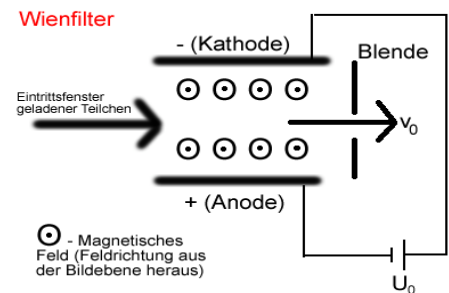 Wienfilter
- (Kathode)
Blende
Eintrittsfenster
geladener Teilchen
v0
+ (Anode)
- Magnetisches
Feld (Feldrichtung aus
der Bildebene heraus)
U0